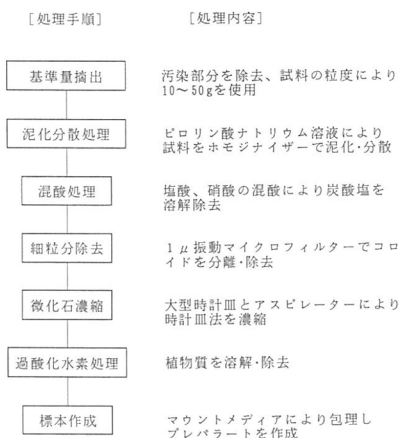 ［処理手順］ ［処理内容］
基準量摘出 汚染部分を除去、試料の粒度により
10～50gを使用
泥化分散処理 ピロリン酸ナトリウム溶液により
試料をホモジナイザーで泥化·分散
混酸処理 塩酸、硝酸の混酸により炭酸塩を
溶解除去
細粒分除去 1μ振動マイクロフィルターでコロ
イドを分離·除去
微化石濃縮 大型時計皿とアスピレーターにより
時計皿法を濃縮
過酸化水素処理 植物質を溶解·除去
標本作成 マウントメディアにより包理し
プレパラートを作成